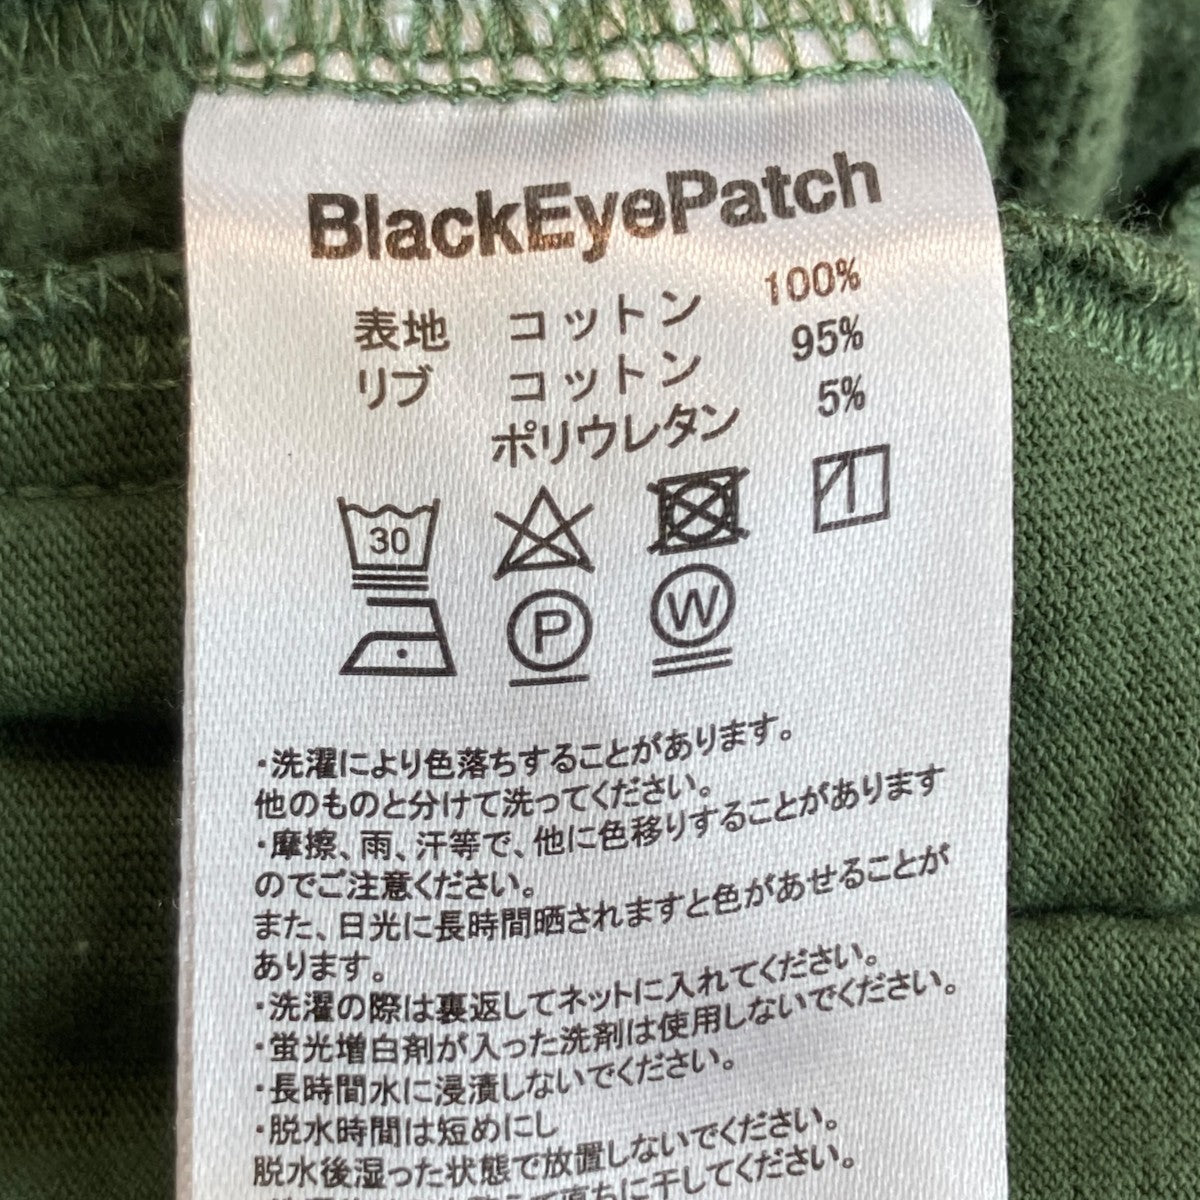 BlackEyePatch
表地 コットン 100%
リブ コットン 95%
ポリウレタン 5%
30
P W
・洗濯により色落ちすることがあります。
他のものと分けて洗ってください。
・摩擦、雨、汗等で、他に色移りすることがあります
のでご注意ください。
また、日光に長時間晒されますと色があせることが
あります。
・洗濯の際は裏返してネットに入れてください。
・蛍光増白剤が入った洗剤は使用しないでください。
・長時間水に浸漬しないでください。
・脱水時間は短めにし
脱水後湿った状態で放置しないでください。
直ちに干してください。